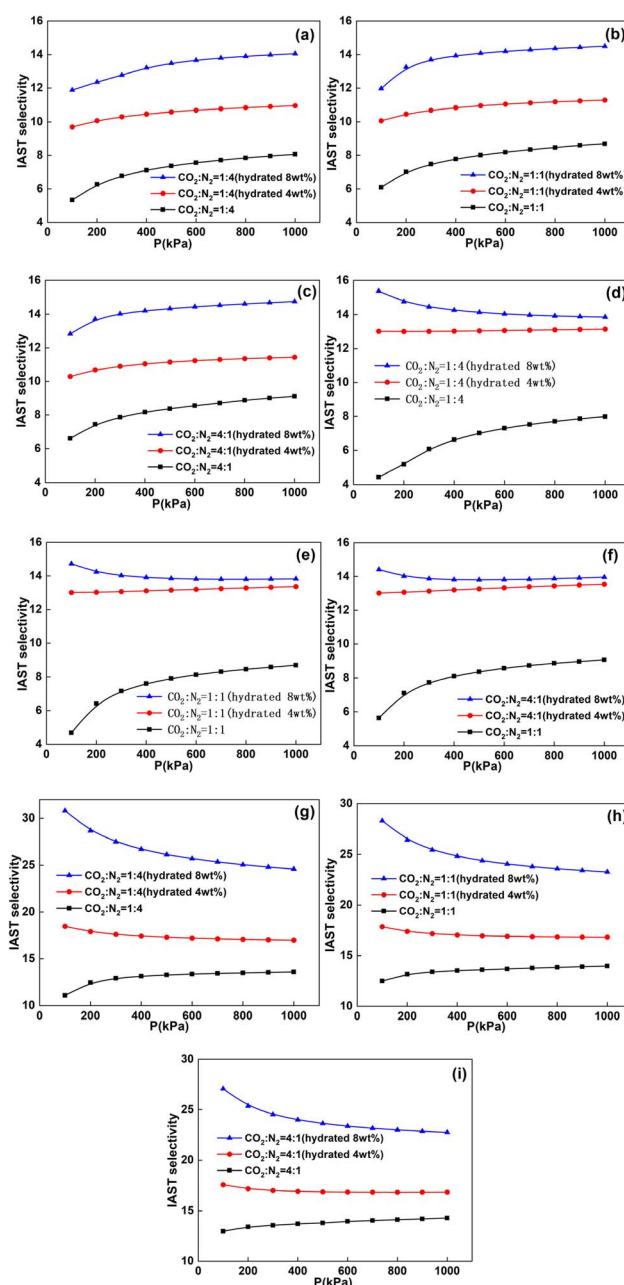 (a)
IAST selectivity
16
14
12
10
8
6
4
CO₂:N₂=1:4(hydrated 8wt%)
CO₂:N₂=1:4(hydrated 4wt%)
CO₂:N₂=1:4
0 200 400 600 800 1000
P(kPa)
(b)
IAST selectivity
16
14
12
10
8
6
4
CO₂:N₂=1:1(hydrated 8wt%)
CO₂:N₂=1:1(hydrated 4wt%)
CO₂:N₂=1:1
0 200 400 600 800 1000
P(kPa)
(c)
IAST selectivity
16
14
12
10
8
6
4
CO₂:N₂=4:1(hydrated 8wt%)
CO₂:N₂=4:1(hydrated 4wt%)
CO₂:N₂=4:1
0 200 400 600 800 1000
P(kPa)
(d)
IAST selectivity
16
14
12
10
8
6
4
CO₂:N₂=1:4(hydrated 8wt%)
CO₂:N₂=1:4(hydrated 4wt%)
CO₂:N₂=1:4
0 200 400 600 800 1000
P(kPa)
(e)
IAST selectivity
18
16
14
12
10
8
6
4
CO₂:N₂=1:1(hydrated 8wt%)
CO₂:N₂=1:1(hydrated 4wt%)
CO₂:N₂=1:1
0 200 400 600 800 1000
P(kPa)
(f)
IAST selectivity
18
16
14
12
10
8
6
4
CO₂:N₂=4:1(hydrated 8wt%)
CO₂:N₂=4:1(hydrated 4wt%)
CO₂:N₂=1:1
0 200 400 600 800 1000
P(kPa)
(g)
IAST selectivity
30
25
20
15
10
CO₂:N₂=1:4(hydrated 8wt%)
CO₂:N₂=1:4(hydrated 4wt%)
CO₂:N₂=1:4
0 200 400 600 800 1000
P(kPa)
(h)
IAST selectivity
30
25
20
15
10
CO₂:N₂=1:1(hydrated 8wt%)
CO₂:N₂=1:1(hydrated 4wt%)
CO₂:N₂=1:1
0 200 400 600 800 1000
P(kPa)
(i)
IAST selectivity
30
25
20
15
10
CO₂:N₂=4:1(hydrated 8wt%)
CO₂:N₂=4:1(hydrated 4wt%)
CO₂:N₂=4:1
0 200 400 600 800 1000
P(kPa)